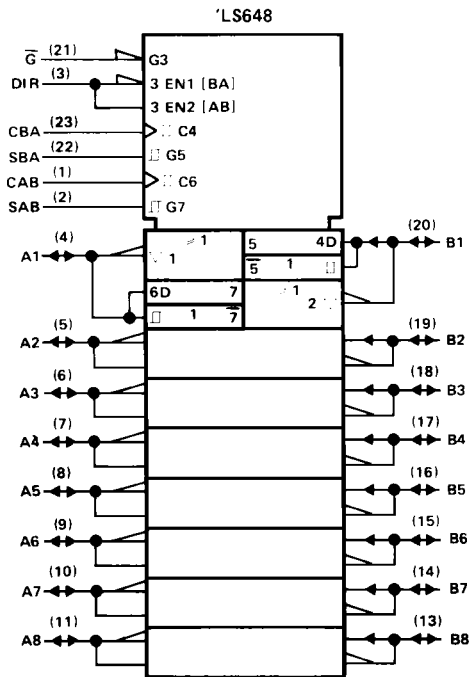 'LS648
G̅ (21) G3
DIR (3) 3 EN1 [BA]
3 EN2 [AB]
CBA (23) C4
SBA (22) G5
CAB (1) C6
SAB (2) G7
A1 (4) ≥1 5 4D (20) B1
▽ 1 5̅ 1
6D 7 ≥1
1 7̅ 2 ▽
A2 (5) (19) B2
A3 (6) (18) B3
A4 (7) (17) B4
A5 (8) (16) B5
A6 (9) (15) B6
A7 (10) (14) B7
A8 (11) (13) B8